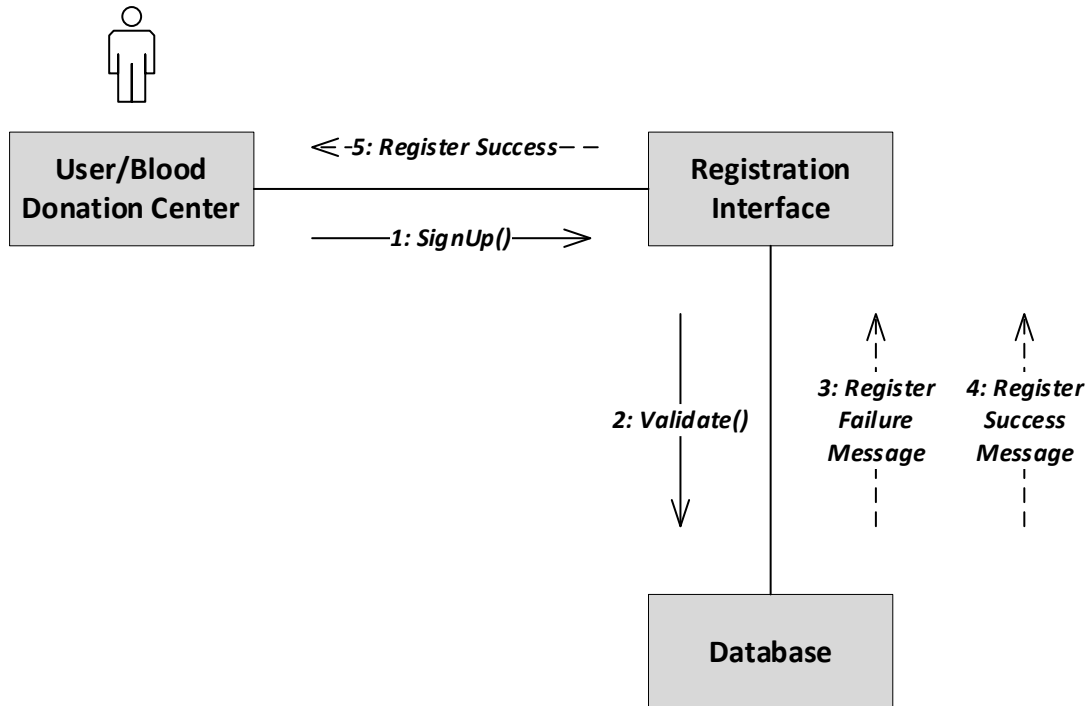 5: Register Success
User/Blood
Donation Center
Registration
Interface
1: SignUp()
2: Validate()
3: Register
Failure
Message
4: Register
Success
Message
Database